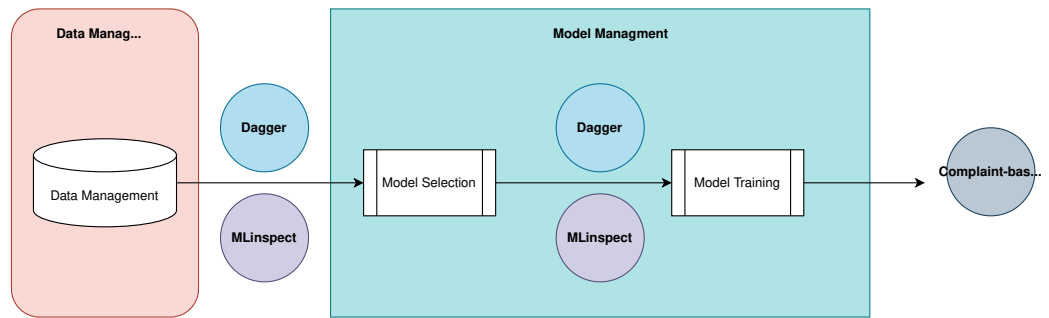 Data Manag...
Model Managment
Dagger
Dagger
Data Management
Model Selection
Model Training
Complaint-bas...
MLinspect
MLinspect